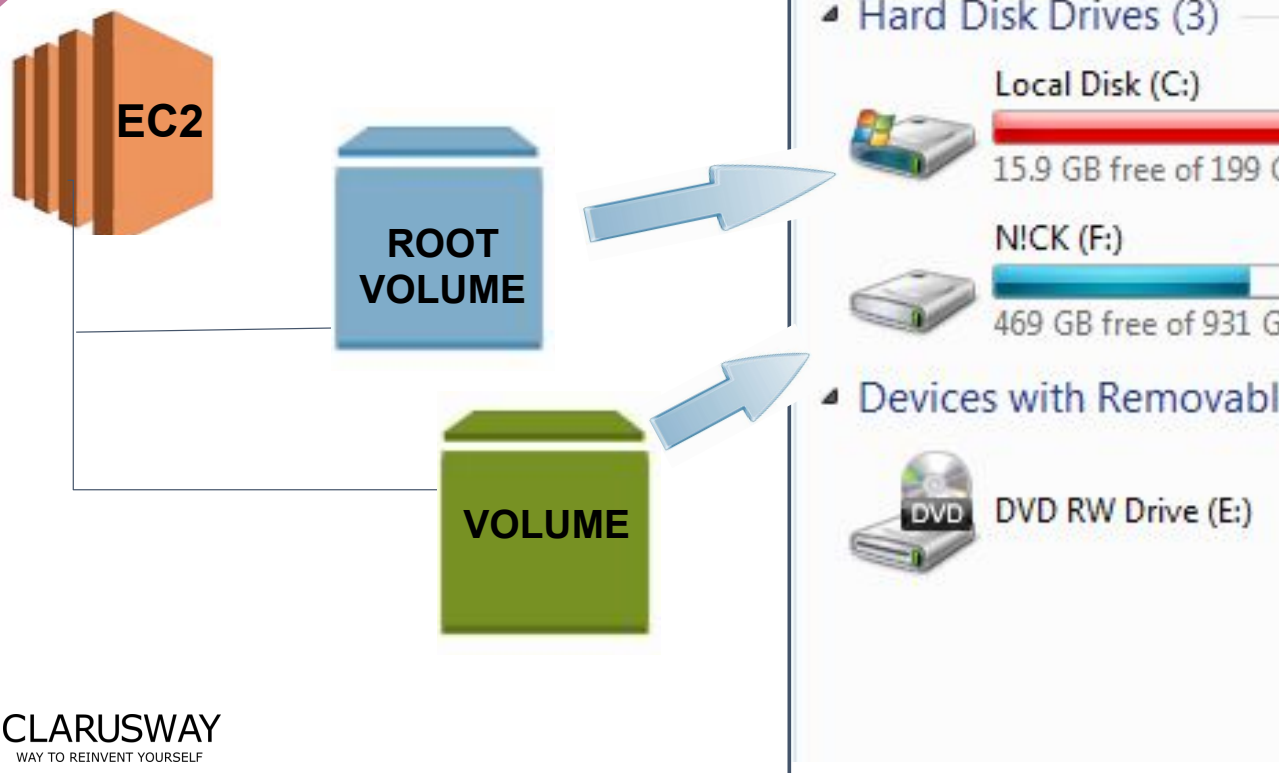 EC2
ROOT
VOLUME
VOLUME
CLARUSWAY
WAY TO REINVENT YOURSELF
Hard Disk Drives (3)
Local Disk (C:)
15.9 GB free of 199
N!CK (F:)
469 GB free of 931
Devices with Removabl
DVD
DVD RW Drive (E:)